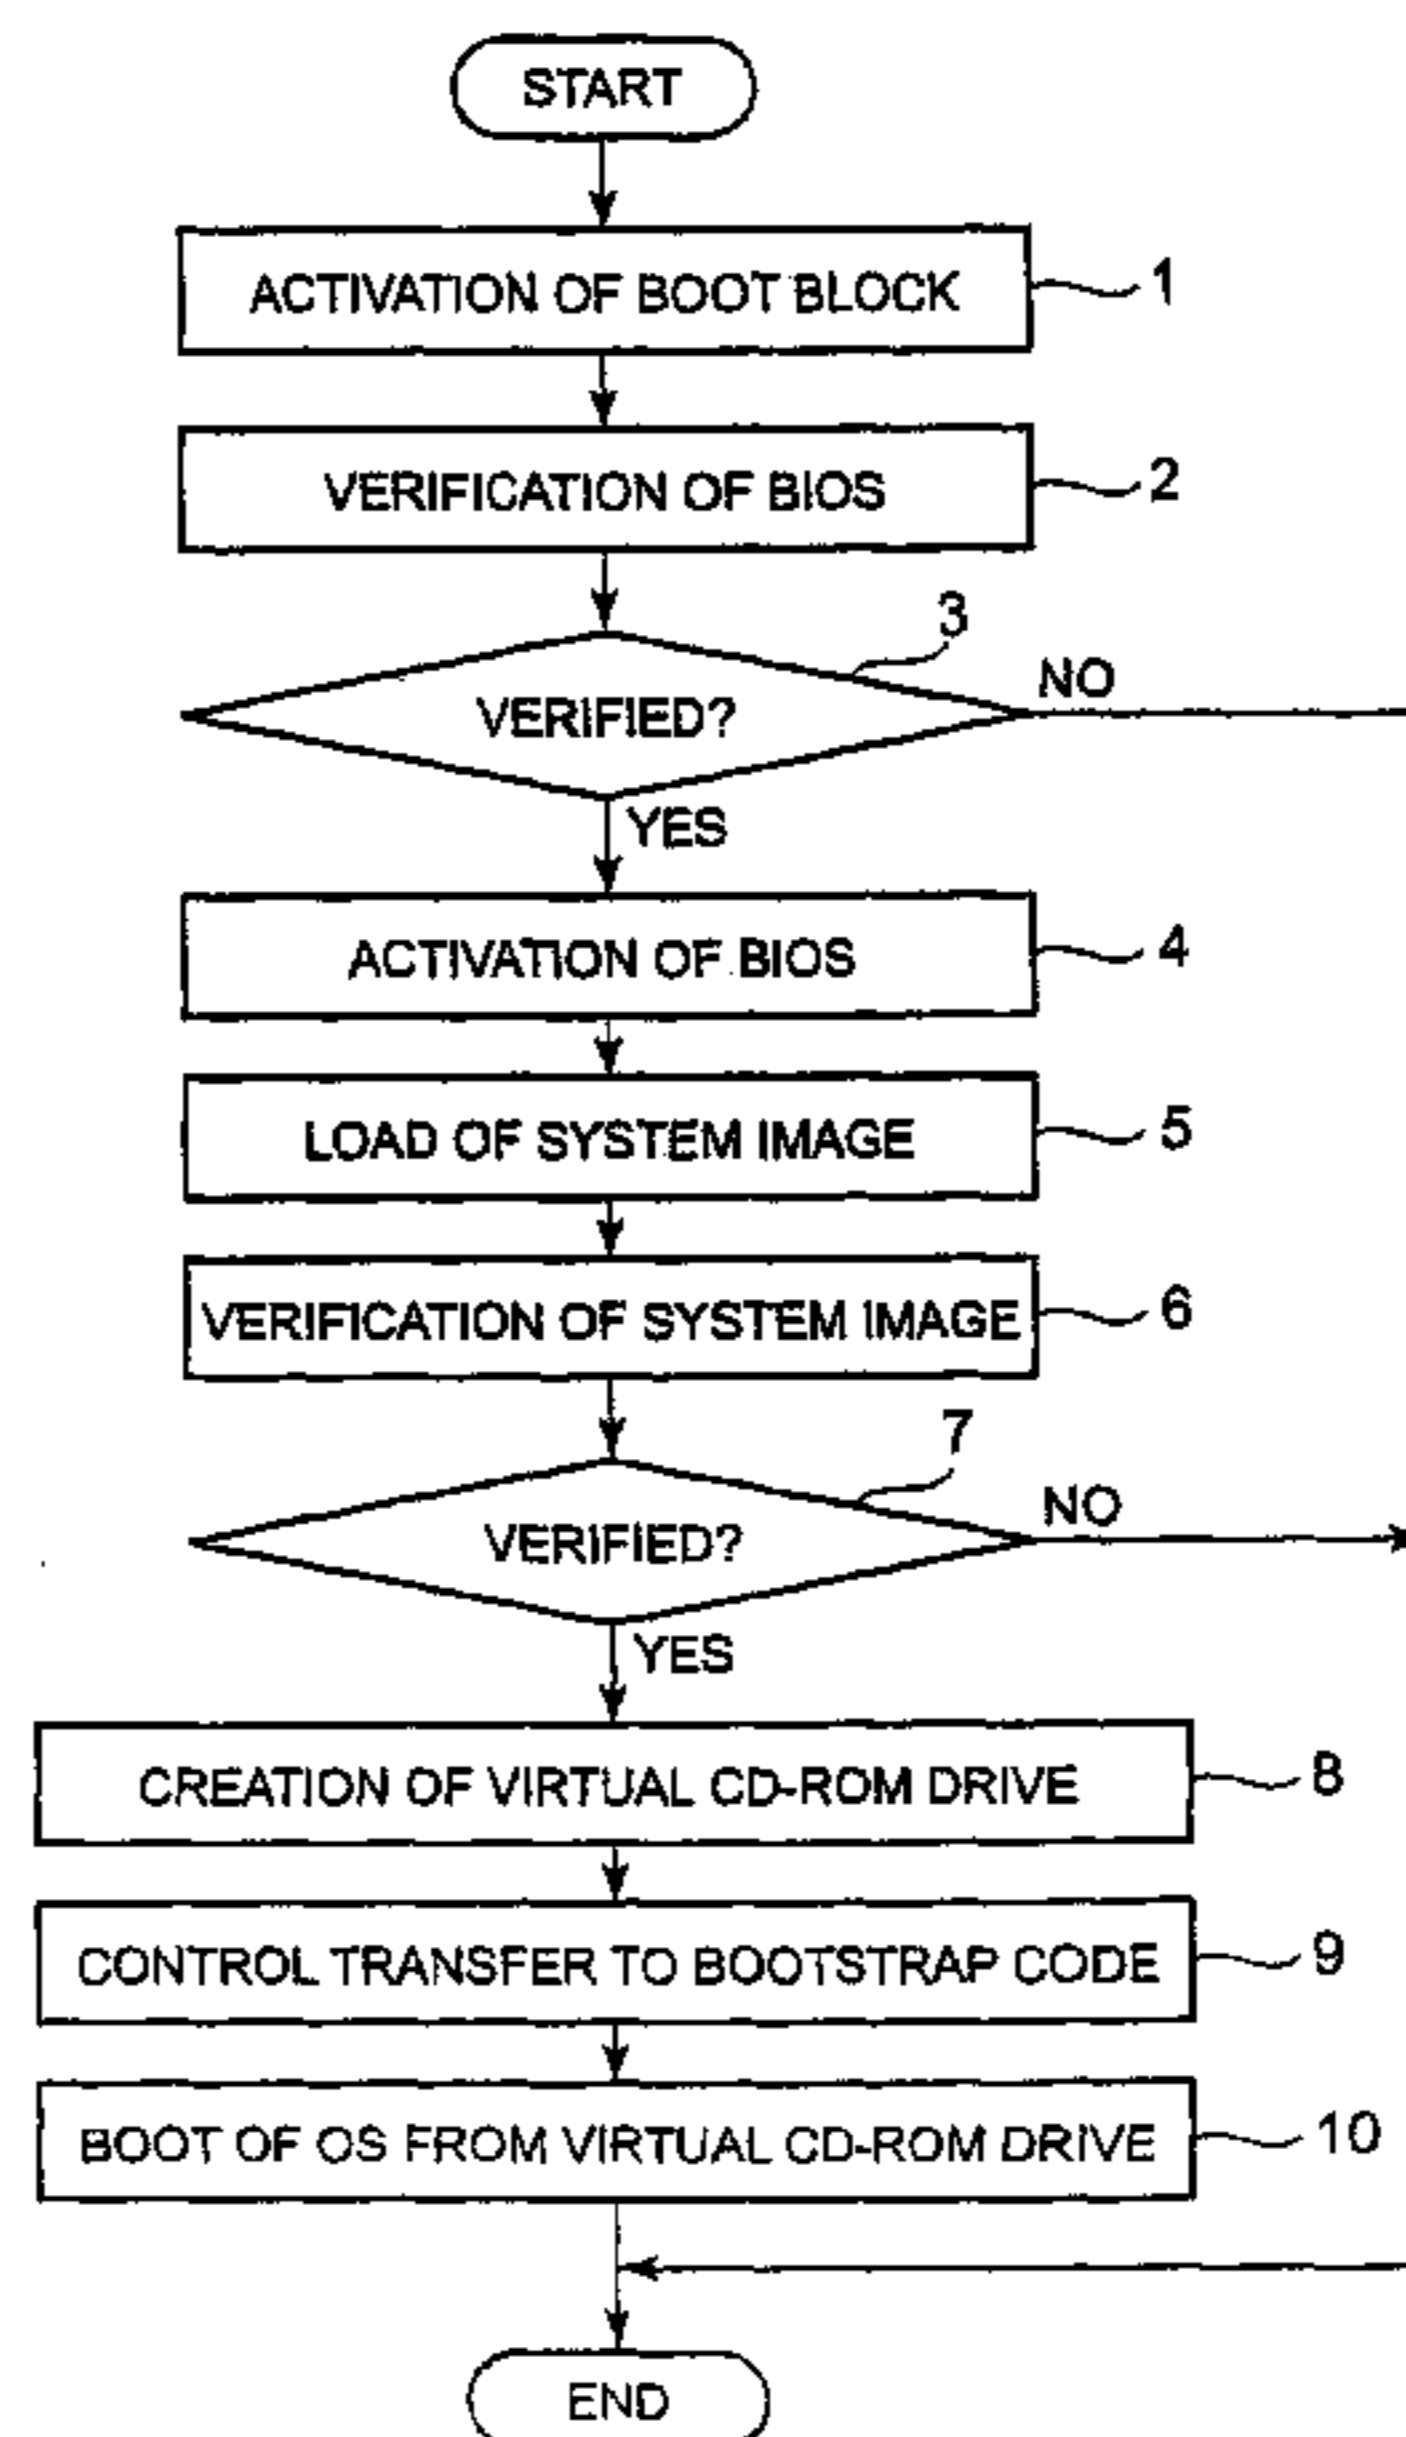 START
ACTIVATION OF BOOT BLOCK
1
VERIFICATION OF BIOS
2
3
VERIFIED?
NO
YES
ACTIVATION OF BIOS
4
LOAD OF SYSTEM IMAGE
5
VERIFICATION OF SYSTEM IMAGE
6
7
VERIFIED?
NO
YES
CREATION OF VIRTUAL CD-ROM DRIVE
8
CONTROL TRANSFER TO BOOTSTRAP CODE
9
BOOT OF OS FROM VIRTUAL CD-ROM DRIVE
10
END